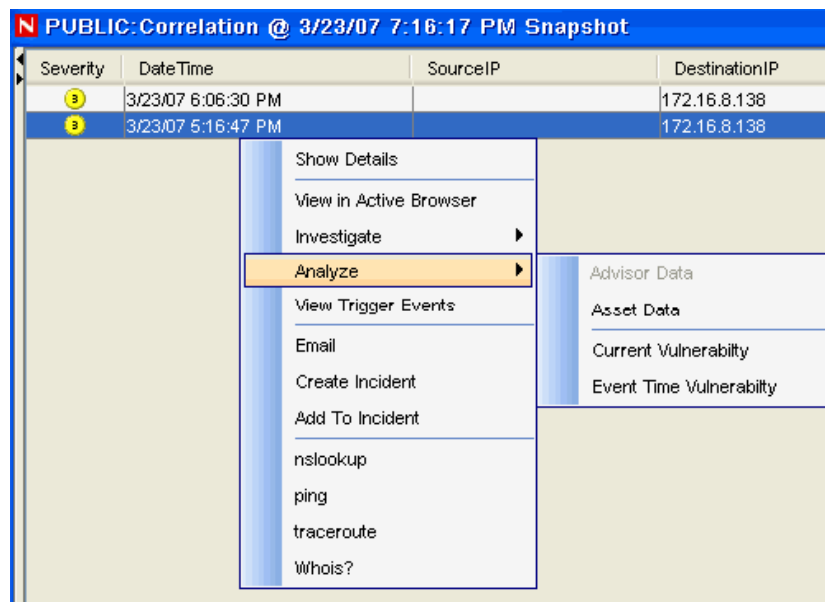 N PUBLIC:Correlation @ 3/23/07 7:16:17 PM Snapshot
Severity DateTime SourceIP DestinationIP
3 3/23/07 6:06:30 PM 172.16.8.138
3 3/23/07 5:16:47 PM 172.16.8.138
Show Details
View in Active Browser
Investigate
Analyze
View Trigger Events
Email
Create Incident
Add To Incident
nslookup
ping
traceroute
Whois?
Advisor Data
Asset Data
Current Vulnerabilty
Event Time Vulnerabilty